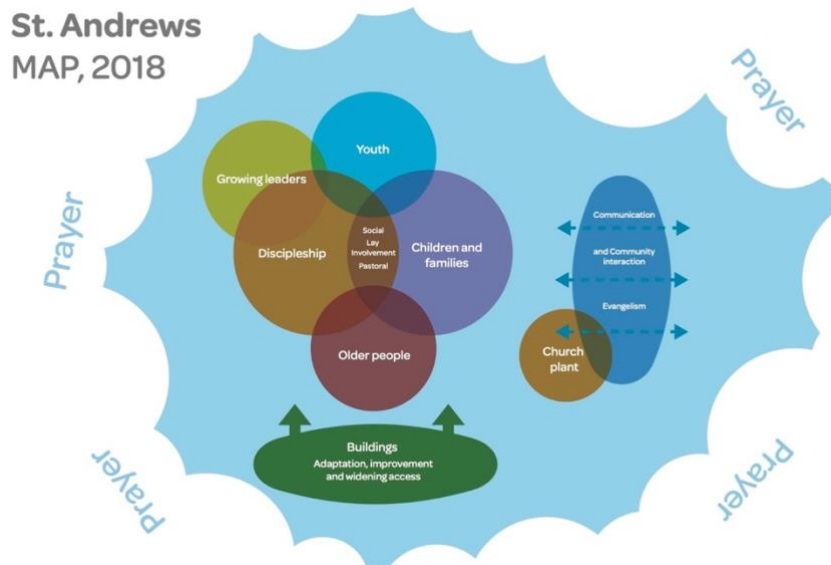 St. Andrews
MAP, 2018
Prayer
Youth
Growing leaders
Social
Lay
Involvement
Pastoral
Discipleship
Children and
families
Older people
Communication
and Community
interaction
Evangelism
Church
plant
Prayer
Buildings
Adaptation, improvement
and widening access
Prayer
Prayer